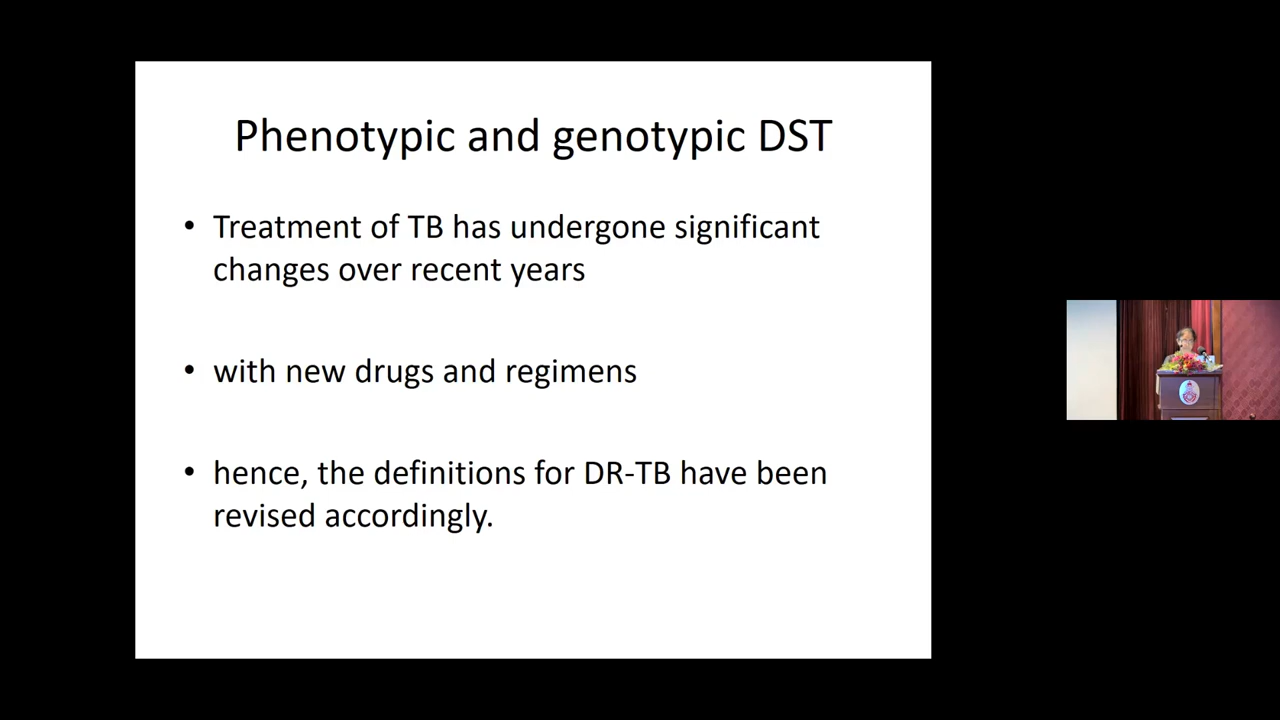 Phenotypic and genotypic DST
• Treatment of TB has undergone significant
changes over recent years
• with new drugs and regimens
• hence, the definitions for DR-TB have been
revised accordingly.